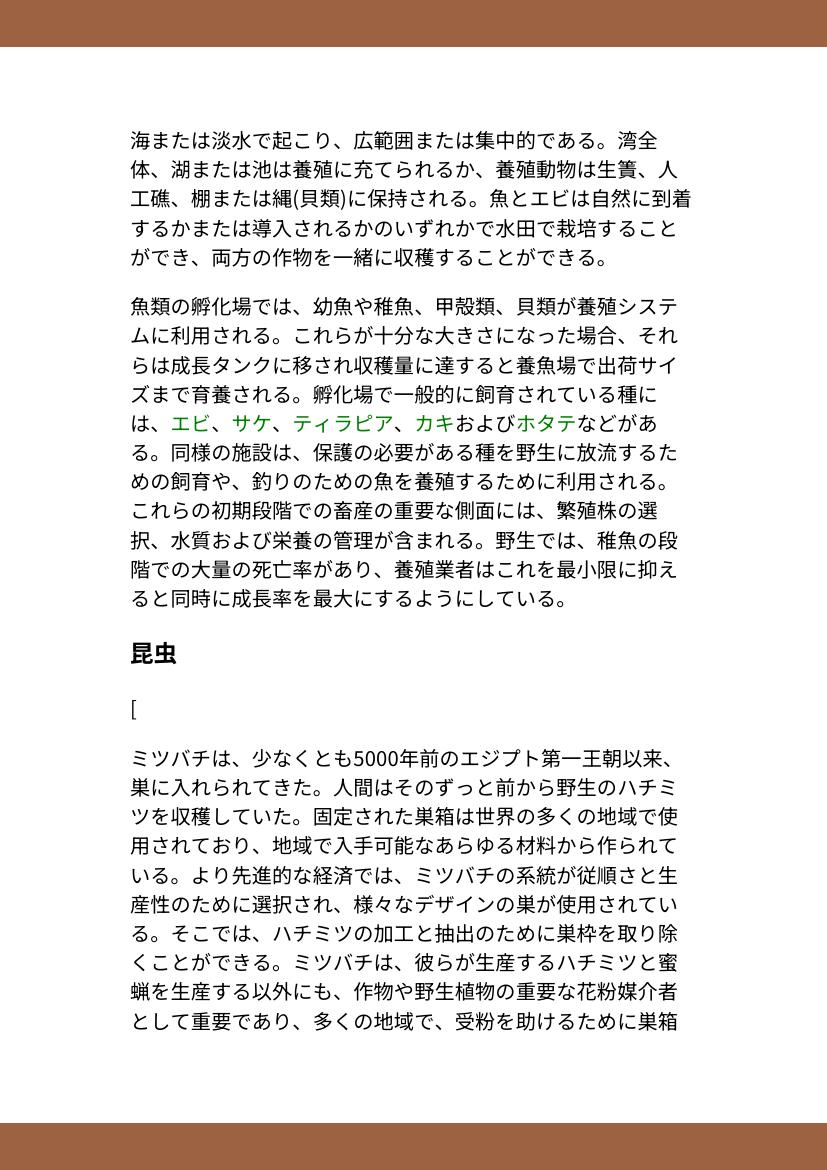 海または淡水で起こり、広範囲または集中的である。湾全
体、湖または池は養殖に充てられるか、養殖動物は生簀、人
工礁、棚または縄(貝類)に保持される。魚とエビは自然に到着
するかまたは導入されるかのいずれかで水田で栽培すること
ができ、両方の作物を一緒に収穫することができる。
魚類の孵化場では、幼魚や稚魚、甲殻類、貝類が養殖システ
ムに利用される。これらが十分な大きさになった場合、それ
らは成長タンクに移され収穫量に達すると養魚場で出荷サイ
ズまで育養される。孵化場で一般的に飼育されている種に
は、エビ、サケ、ティラピア、カキおよびホタテなどがあ
る。同様の施設は、保護の必要がある種を野生に放流するた
めの飼育や、釣りのための魚を養殖するために利用される。
これらの初期段階での畜産の重要な側面には、繁殖株の選
択、水質および栄養の管理が含まれる。野生では、稚魚の段
階での大量の死亡率があり、養殖業者はこれを最小限に抑え
ると同時に成長率を最大にするようにしている。
昆虫
[
ミツバチは、少なくとも5000年前のエジプト第一王朝以来、
巣に入れられてきた。人間はそのずっと前から野生のハチミ
ツを収穫していた。固定された巣箱は世界の多くの地域で使
用されており、地域で入手可能なあらゆる材料から作られて
いる。より先進的な経済では、ミツバチの系統が従順さと生
産性のために選択され、様々なデザインの巣が使用されてい
る。そこでは、ハチミツの加工と抽出のために巣枠を取り除
くことができる。ミツバチは、彼らが生産するハチミツと蜜
蝋を生産する以外にも、作物や野生植物の重要な花粉媒介者
として重要であり、多くの地域で、受粉を助けるために巣箱